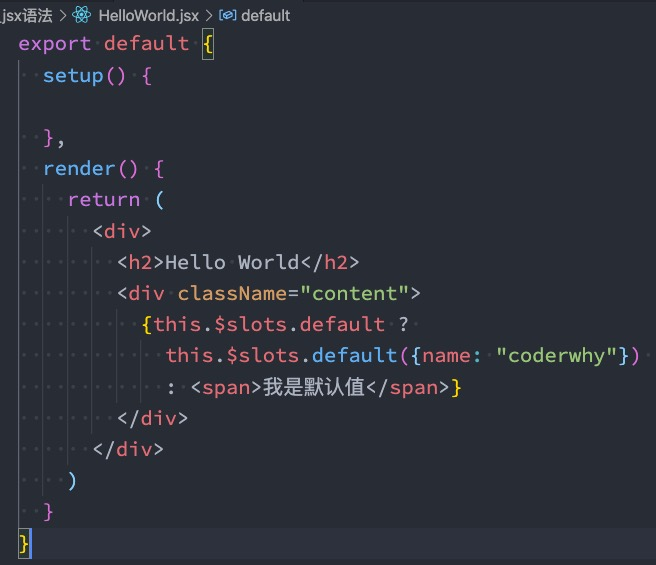 _jsx语法 > HelloWorld.jsx > default
export default {
  setup() {

  },
  render() {
    return (
      <div>
        <h2>Hello World</h2>
        <div className="content">
          {this.$slots.default ?
            this.$slots.default({name: "coderwhy"})
            : <span>我是默认值</span>}
        </div>
      </div>
    )
  }
}